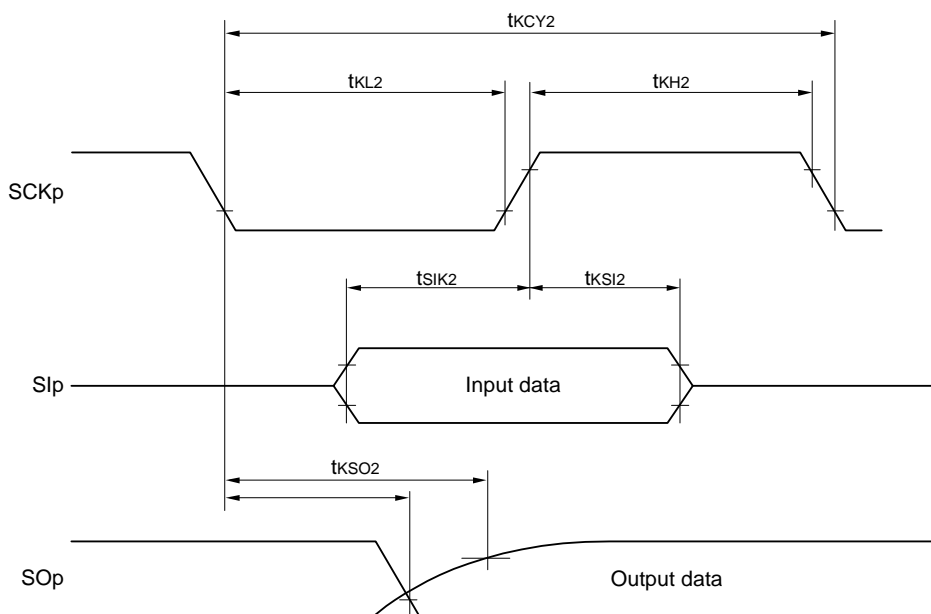 tKCY2
tKL2
tKH2
SCKp
tSIK2
tKSI2
SIp
Input data
tKSO2
SOp
Output data